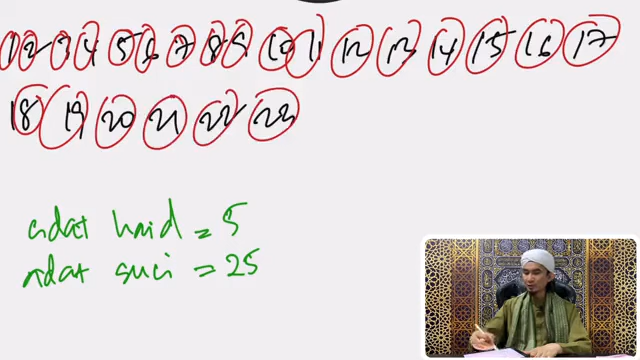 1 2 3 4 5 6 7 8 9 10 11 12 13 14 15 16 17
18 19 20 21 22 23
adat haid = 5
adat suci = 25